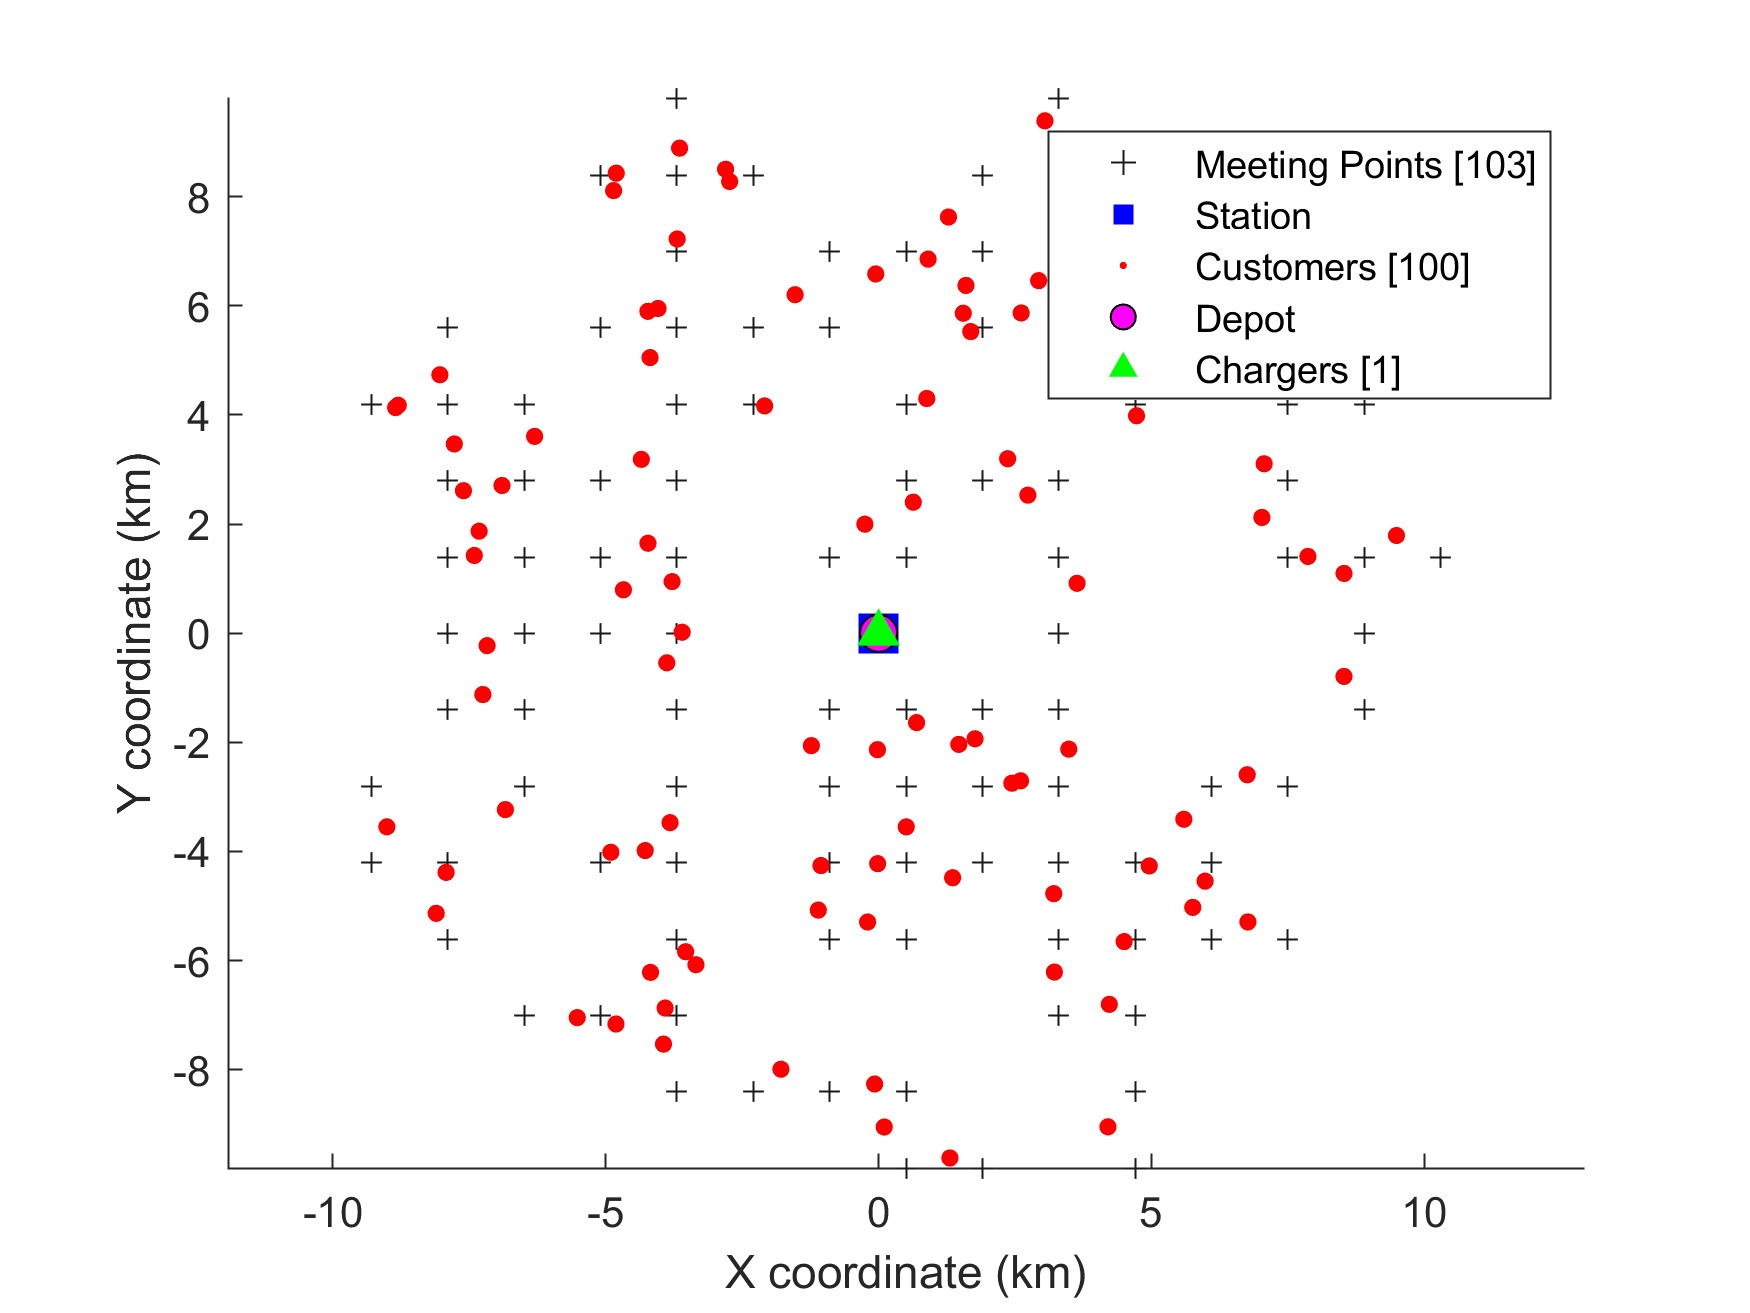 Meeting Points [103]
Station
Customers [100]
Depot
Chargers [1]
8
6
4
2
0
-2
-4
-6
-8
Y coordinate (km)
-10 -5 0 5 10
X coordinate (km)